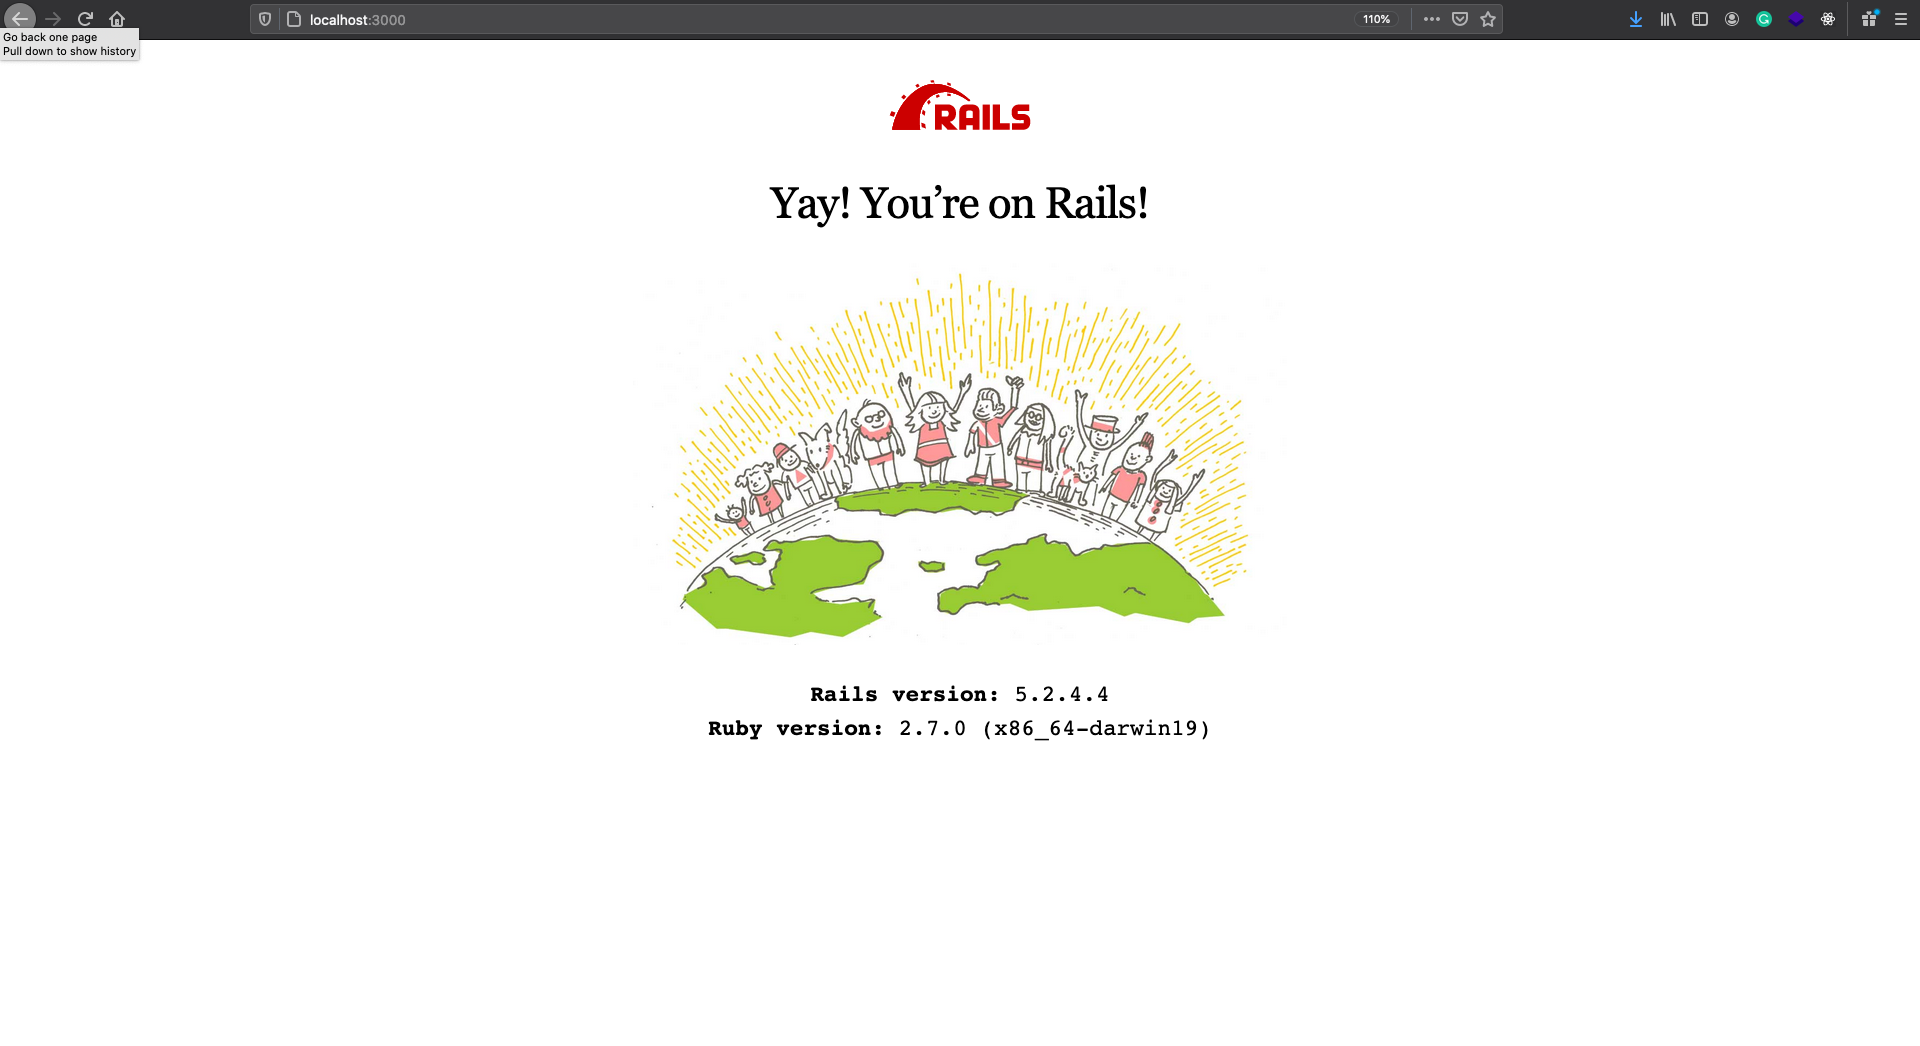 localhost:3000
110%
Go back one page
Pull down to show history
RAILS
Yay! You’re on Rails!
Rails version: 5.2.4.4
Ruby version: 2.7.0 (x86_64-darwin19)